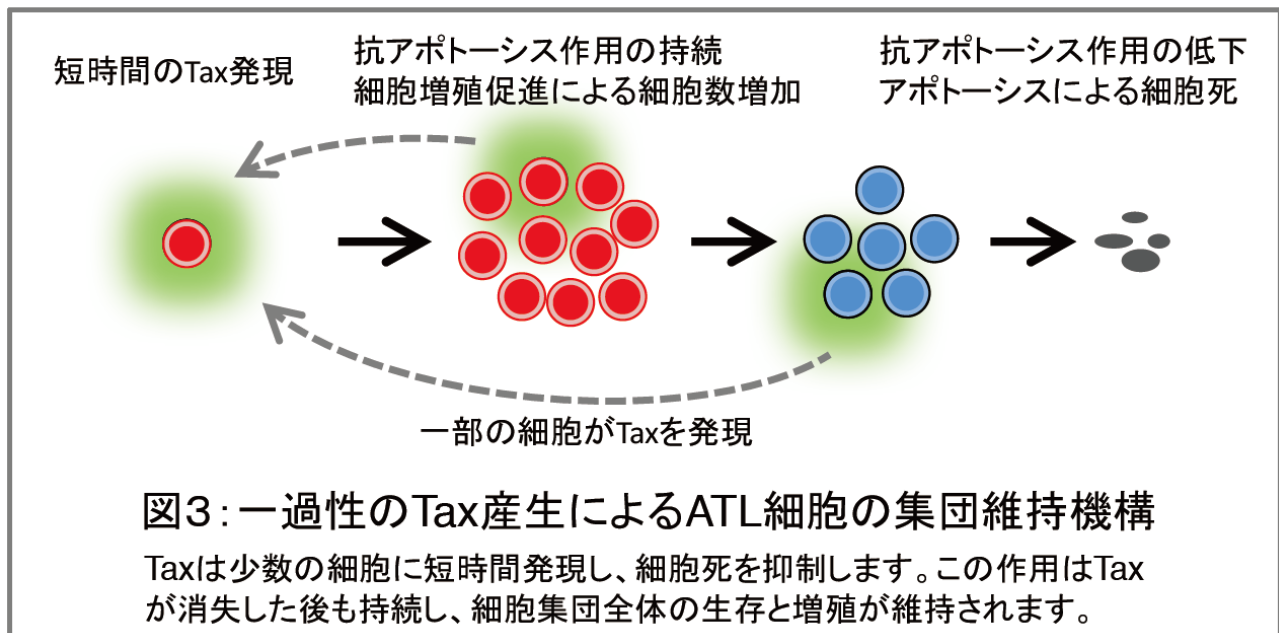 短時間のTax発現
抗アポトーシス作用の持続
細胞増殖促進による細胞数増加
抗アポトーシス作用の低下
アポトーシスによる細胞死
一部の細胞がTaxを発現
図3：一過性のTax産生によるATL細胞の集団維持機構
Taxは少数の細胞に短時間発現し、細胞死を抑制します。この作用はTax
が消失した後も持続し、細胞集団全体の生存と増殖が維持されます。